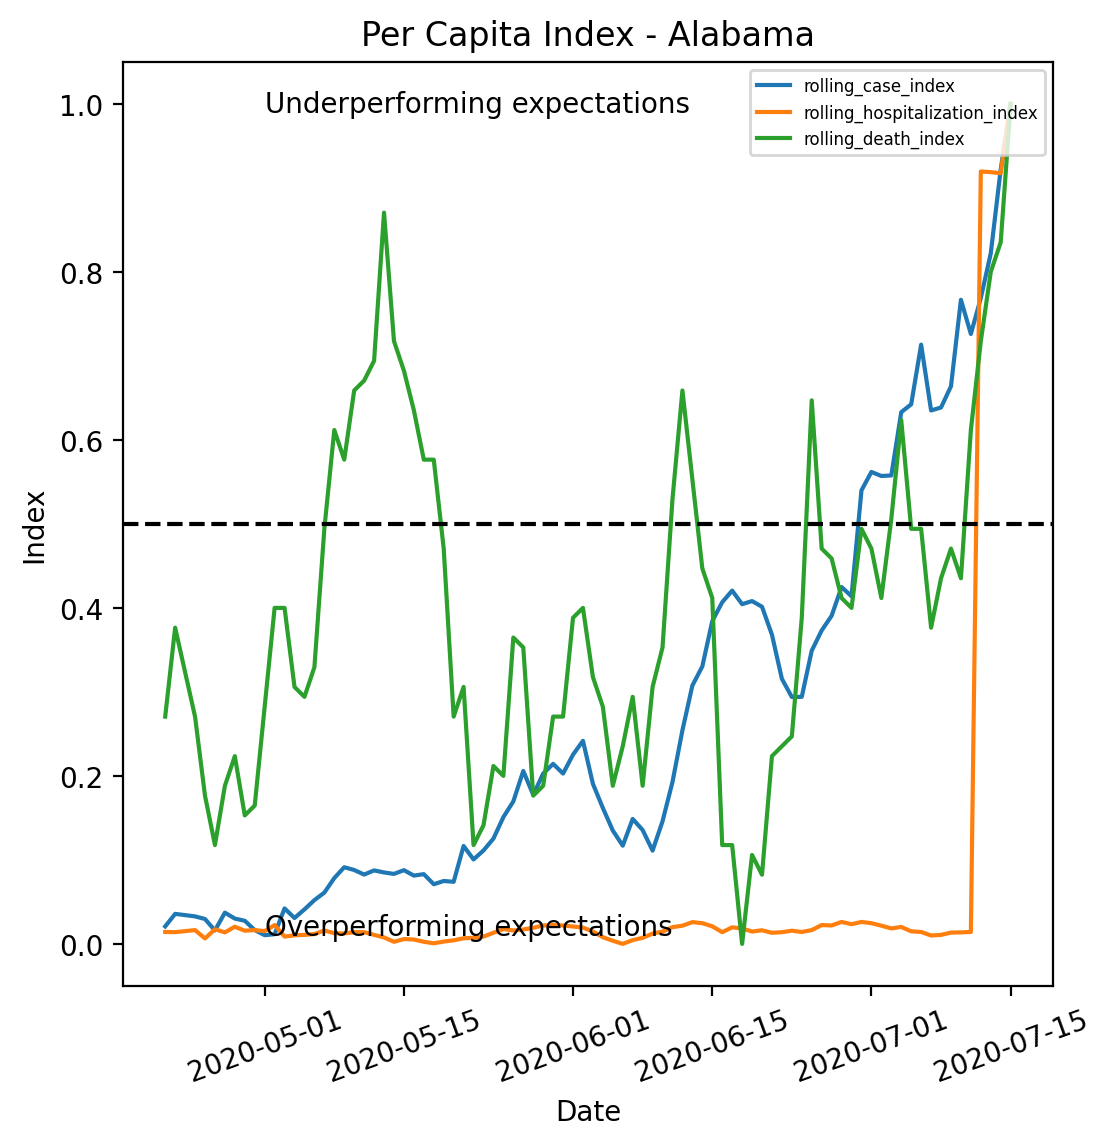 Per Capita Index - Alabama
Underperforming expectations
rolling_case_index
rolling_hospitalization_index
rolling_death_index
1.0
0.8
0.6
0.4
0.2
0.0
Index
Overperforming expectations
2020-05-01
2020-05-15
2020-06-01
2020-06-15
2020-07-01
2020-07-15
Date